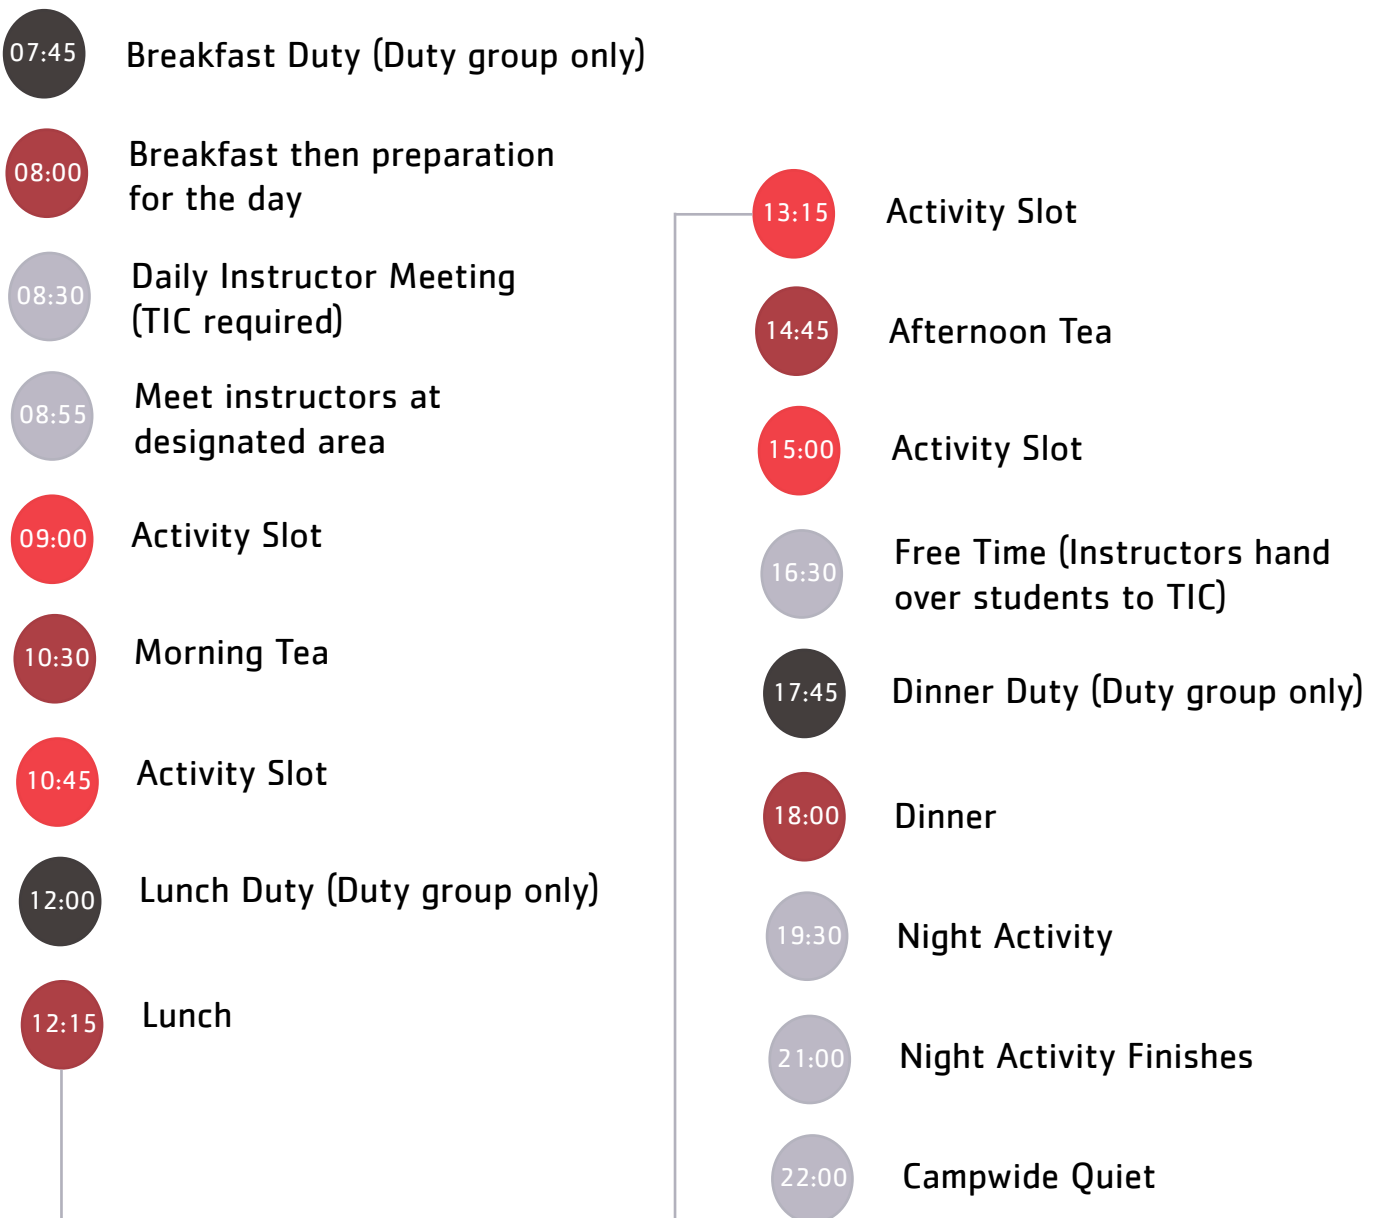 07:45 Breakfast Duty (Duty group only)
08:00 Breakfast then preparation
for the day
08:30 Daily Instructor Meeting
(TIC required)
08:55 Meet instructors at
designated area
09:00 Activity Slot
10:30 Morning Tea
10:45 Activity Slot
12:00 Lunch Duty (Duty group only)
12:15 Lunch
13:15 Activity Slot
14:45 Afternoon Tea
15:00 Activity Slot
16:30 Free Time (Instructors hand
over students to TIC)
17:45 Dinner Duty (Duty group only)
18:00 Dinner
19:30 Night Activity
21:00 Night Activity Finishes
22:00 Campwide Quiet